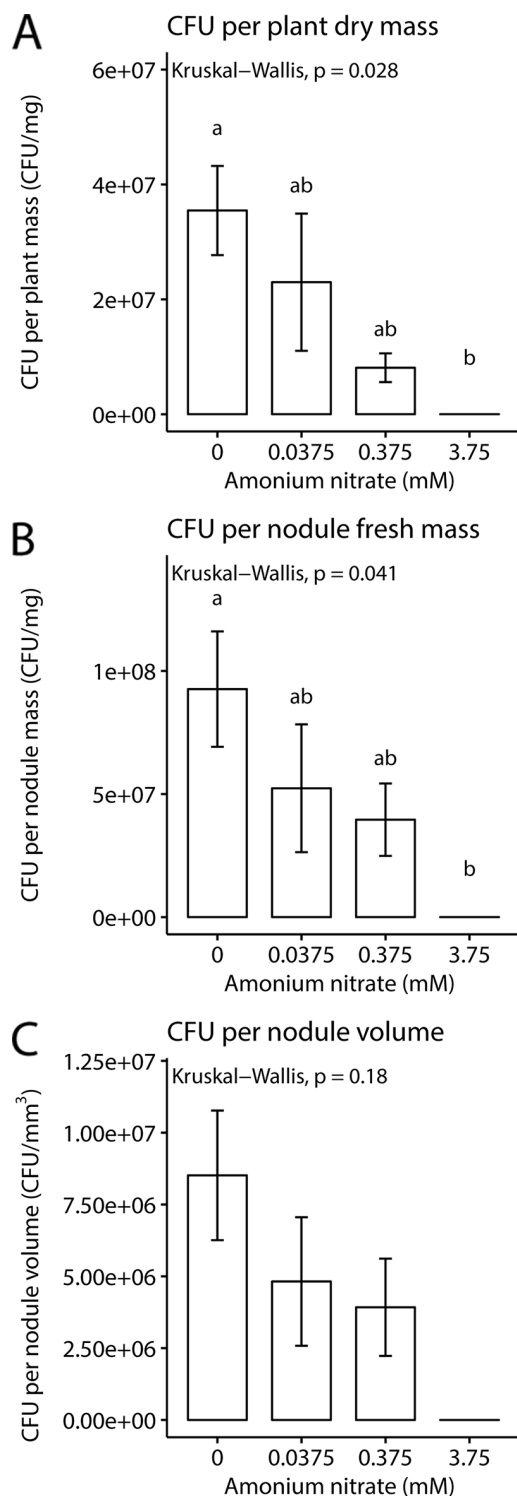 A
CFU per plant dry mass
Kruskal−Wallis, p = 0.028
CFU per plant mass (CFU/mg)
6e+07
4e+07
2e+07
0e+00
a
ab
ab
b
0 0.0375 0.375 3.75
Amonium nitrate (mM)
B
CFU per nodule fresh mass
Kruskal−Wallis, p = 0.041
CFU per nodule mass (CFU/mg)
1e+08
5e+07
0e+00
a
ab
ab
b
0 0.0375 0.375 3.75
Amonium nitrate (mM)
C
CFU per nodule volume
Kruskal−Wallis, p = 0.18
CFU per nodule volume (CFU/mm³)
1.25e+07
1.00e+07
7.50e+06
5.00e+06
2.50e+06
0.00e+00
0 0.0375 0.375 3.75
Amonium nitrate (mM)